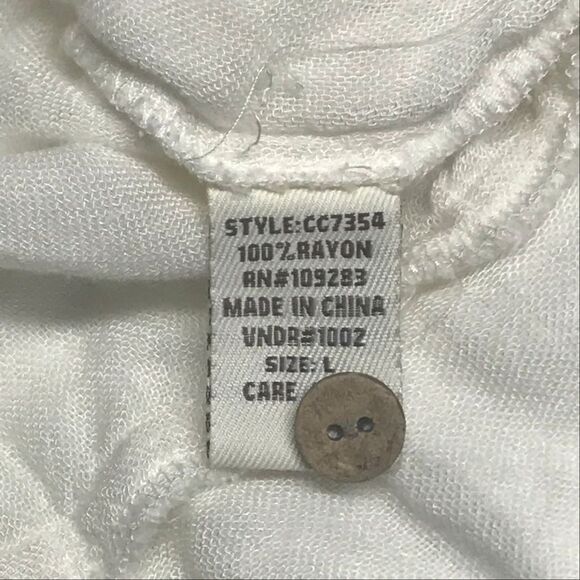 STYLE:CC7354
100%RAYON
RN#109283
MADE IN CHINA
VNDR#1002
SIZE: L
CARE